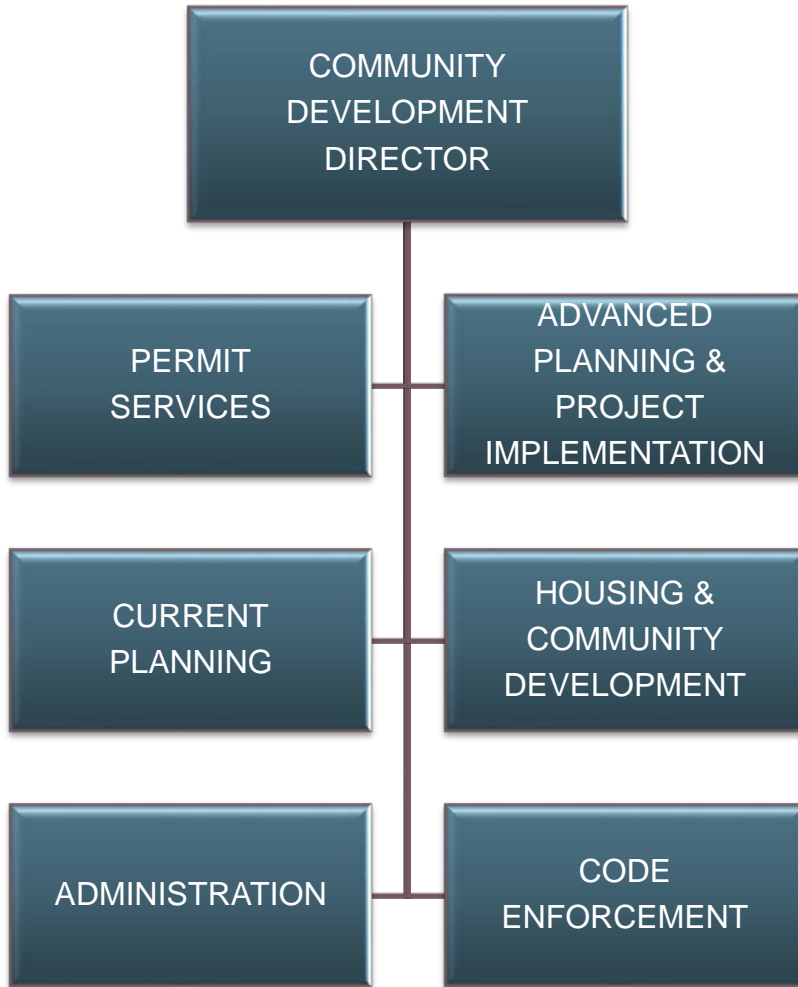 COMMUNITY
DEVELOPMENT
DIRECTOR
PERMIT
SERVICES
ADVANCED
PLANNING &
PROJECT
IMPLEMENTATION
CURRENT
PLANNING
HOUSING &
COMMUNITY
DEVELOPMENT
ADMINISTRATION
CODE
ENFORCEMENT